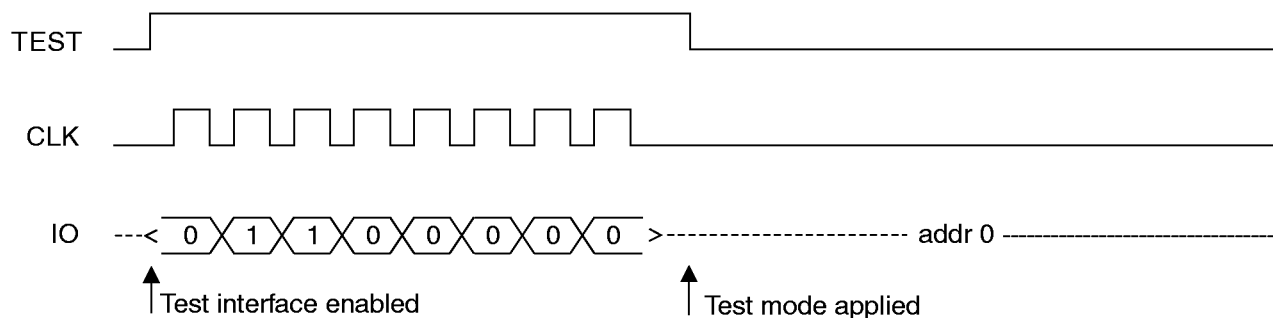 TEST
CLK
IO 0 1 1 0 0 0 0 0 addr 0
Test interface enabled Test mode applied